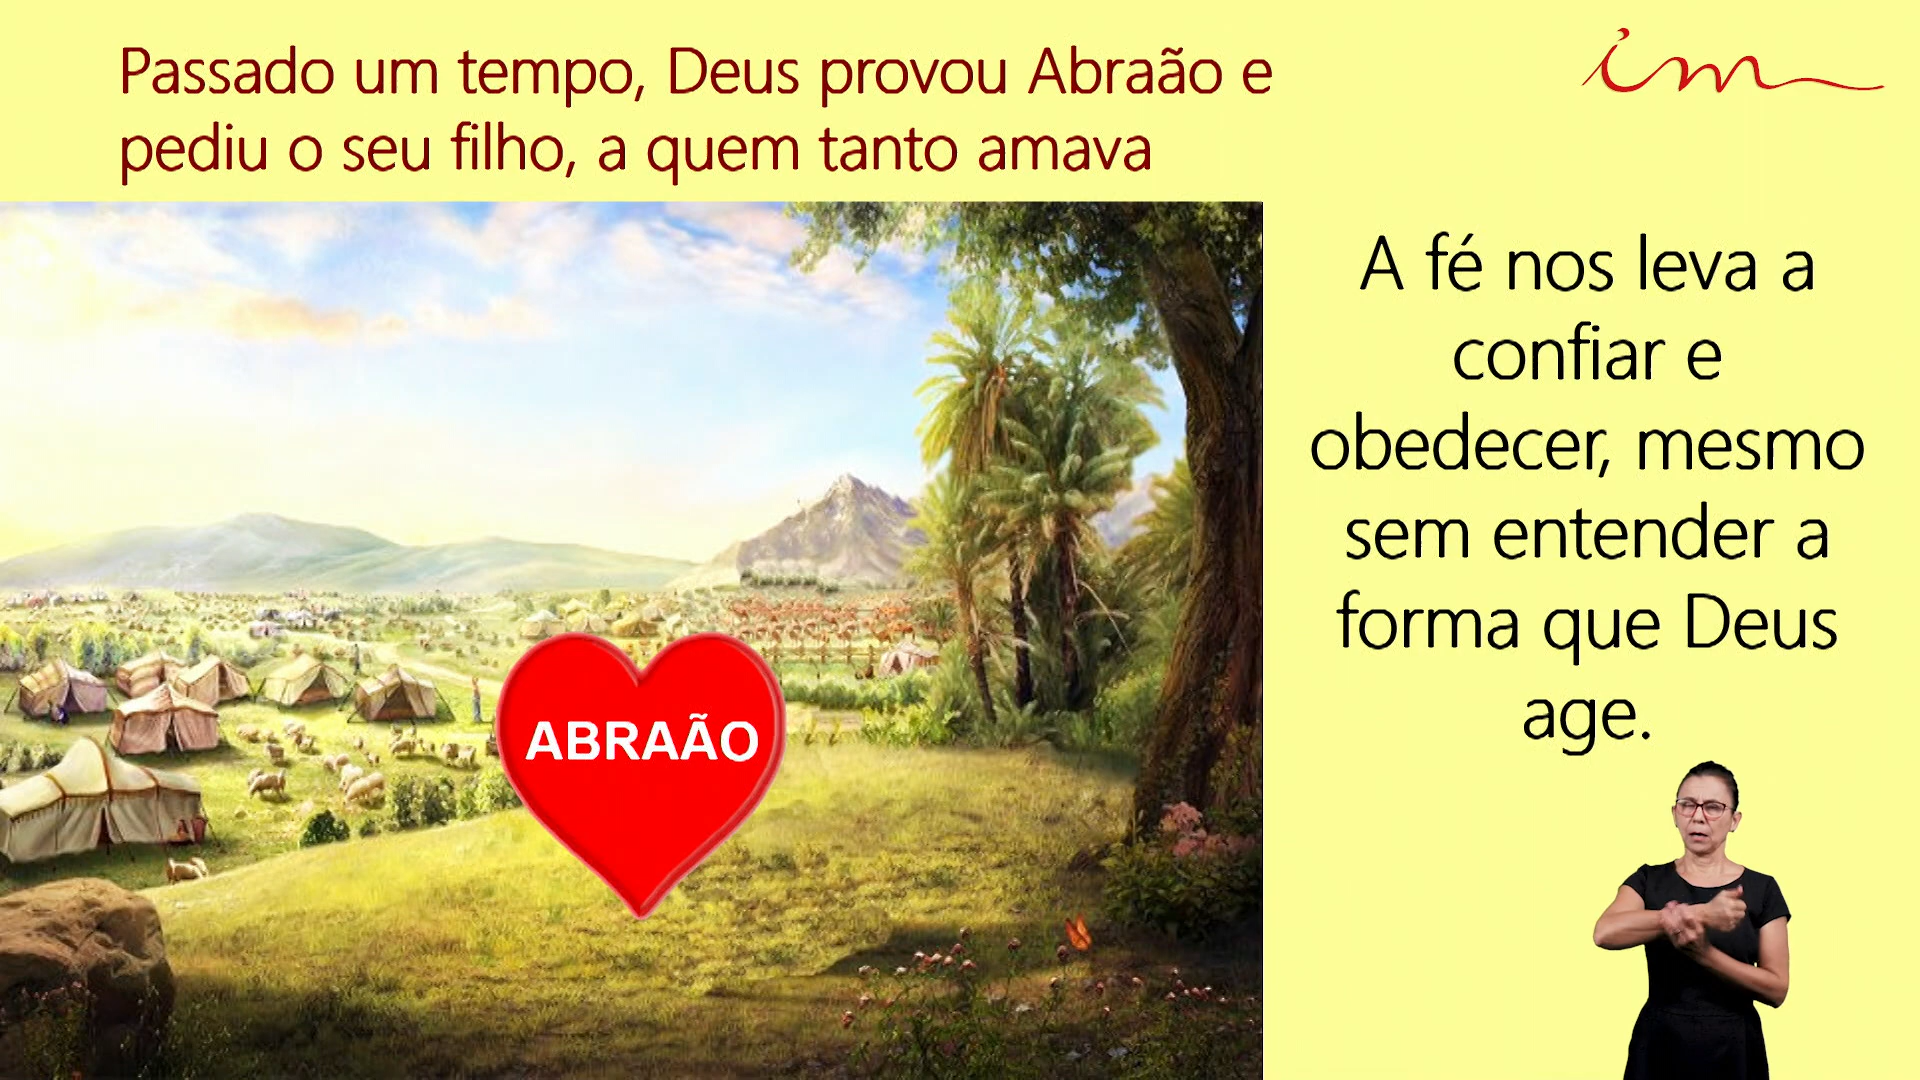 Passado um tempo, Deus provou Abraão e
pediu o seu filho, a quem tanto amava
im
A fé nos leva a
confiar e
obedecer, mesmo
sem entender a
forma que Deus
age.
ABRAÃO